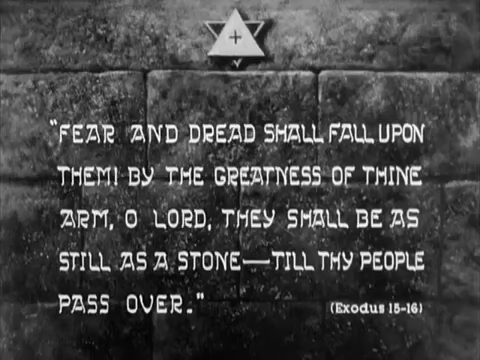 "FEAR AND DREAD SHALL FALL UPON
THEM! BY THE GREATNESS OF THINE
ARM, O LORD, THEY SHALL BE AS
STILL AS A STONE—TILL THY PEOPLE
PASS OVER."
(Exodus 15-16)